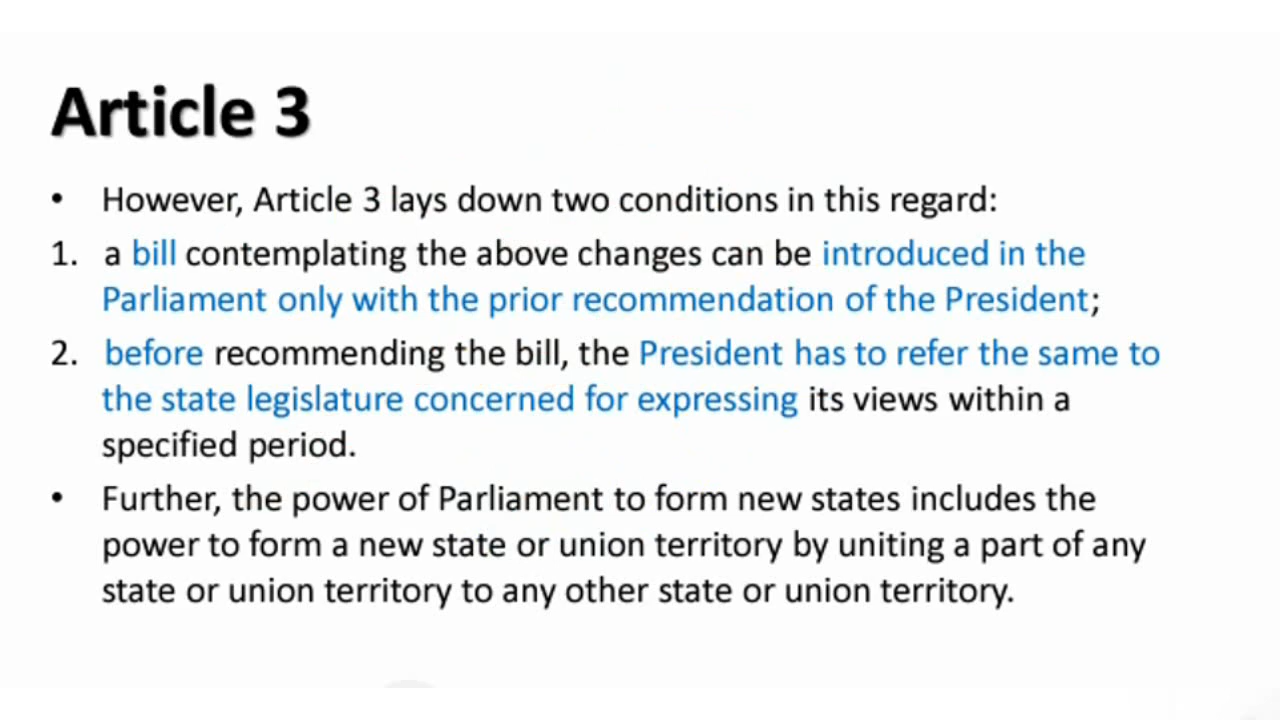 Article 3
• However, Article 3 lays down two conditions in this regard:
1. a bill contemplating the above changes can be introduced in the
Parliament only with the prior recommendation of the President;
2. before recommending the bill, the President has to refer the same to
the state legislature concerned for expressing its views within a
specified period.
• Further, the power of Parliament to form new states includes the
power to form a new state or union territory by uniting a part of any
state or union territory to any other state or union territory.